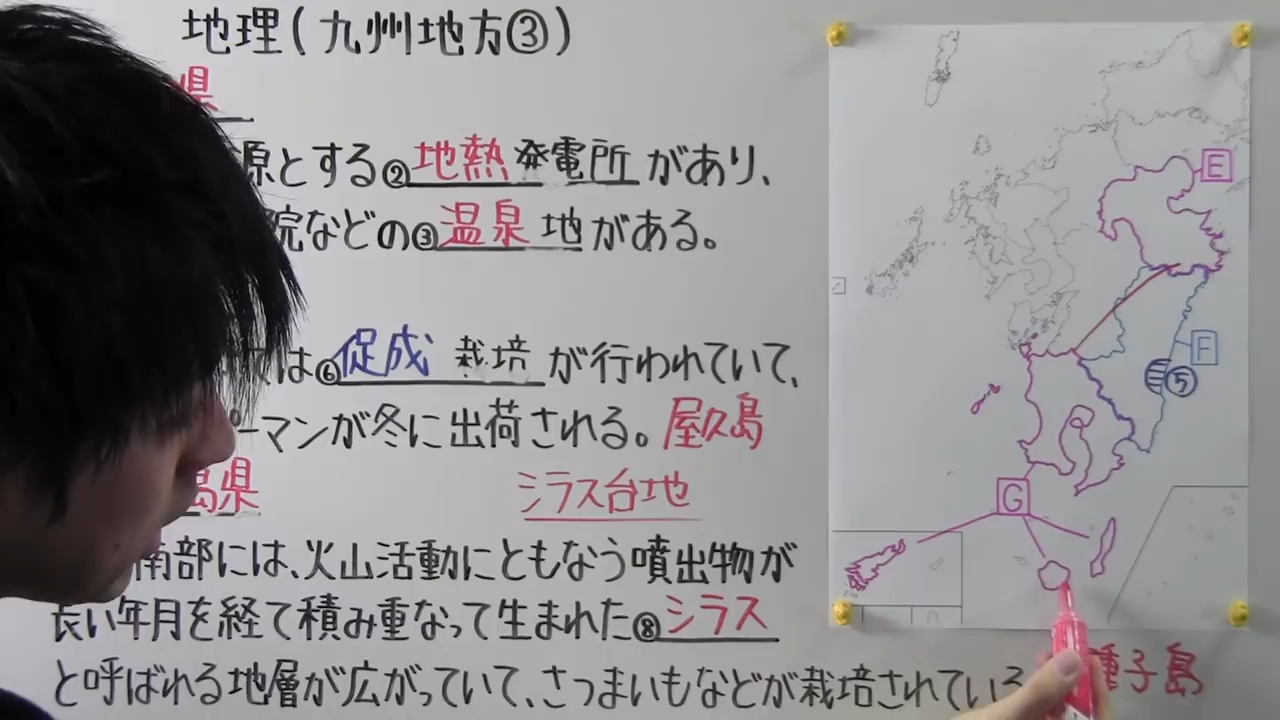 地理(九州地方③)
県
源とする②地熱発電所があり、
院などの③温泉地がある。
は⑥促成栽培が行われていて、
ーマンが冬に出荷される。屋久島
島県
シラス台地
南部には、火山活動にともなう噴出物が
長い年月を経て積み重なって生まれた⑧シラス
と呼ばれる地層が広がっていて、さつまいもなどが栽培されている
種子島
E
F
⑤
G